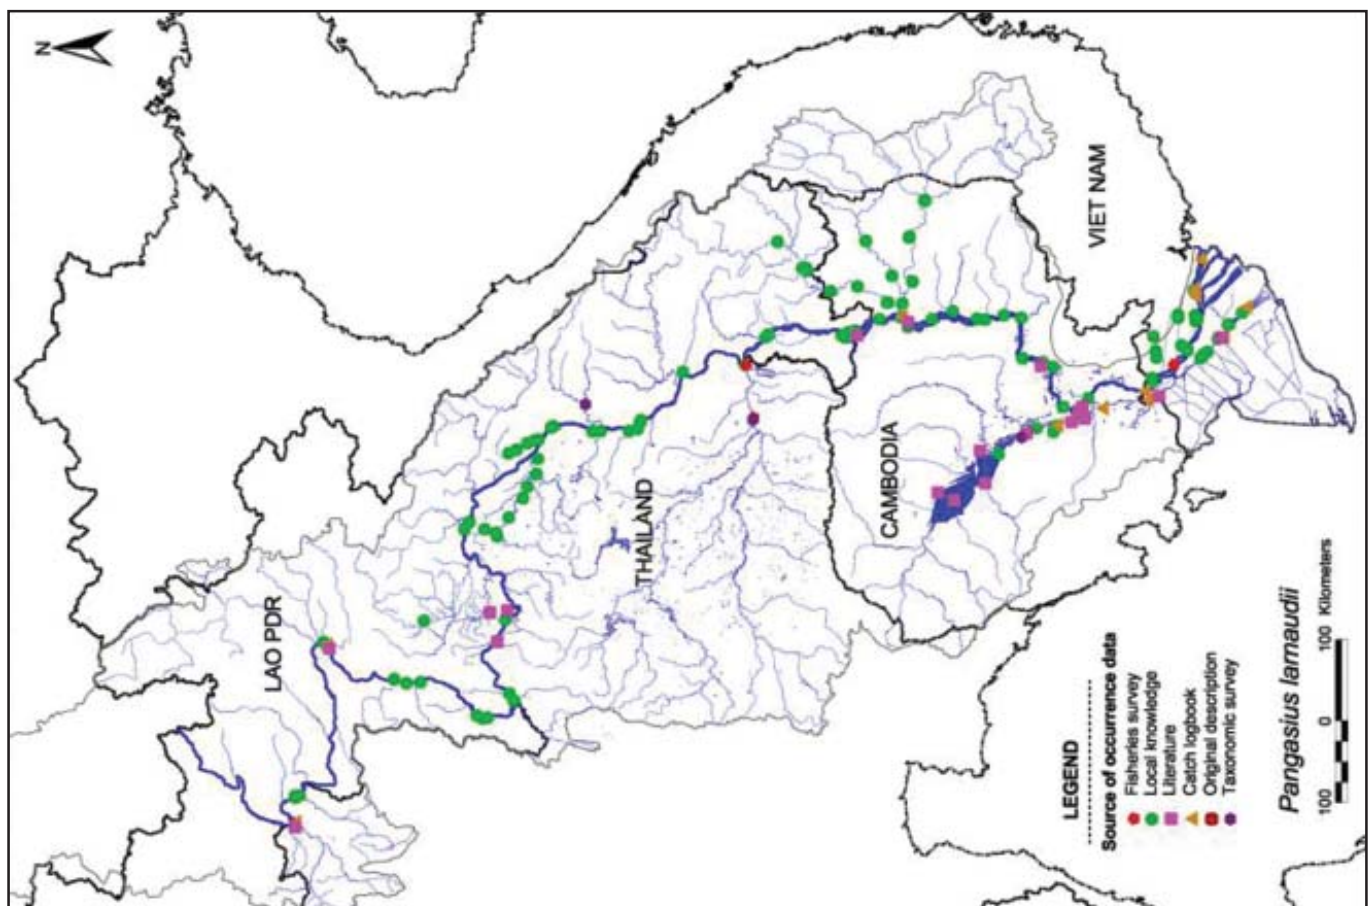 N
LAO PDR
THAILAND
CAMBODIA
VIET NAM
LEGEND
Source of occurrence data
Fisheries survey
Local knowledge
Literature
Catch logbook
Original description
Taxonomic survey
Pangasius larnaudii
100 0 100 Kilometers